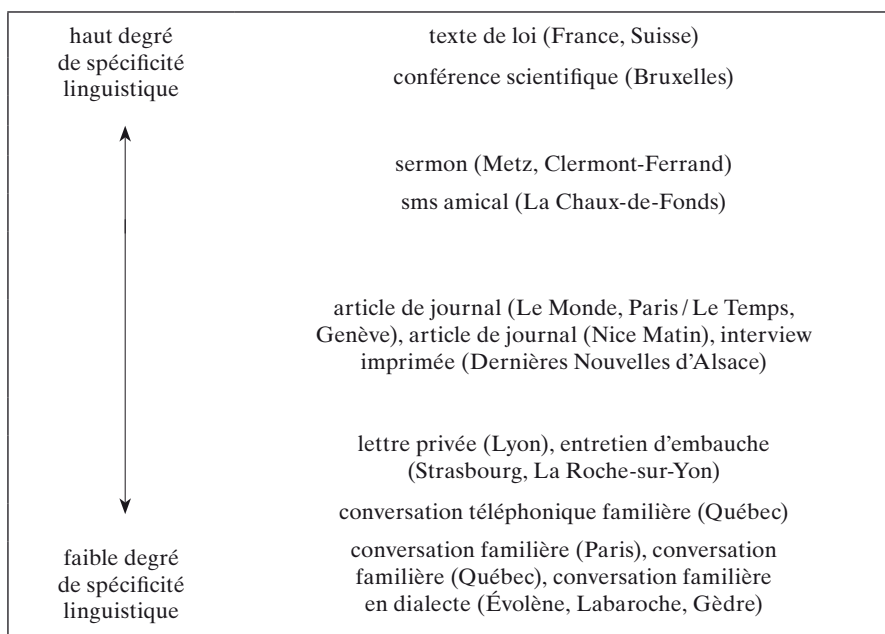 haut degré
de spécificité
linguistique
texte de loi (France, Suisse)
conférence scientifique (Bruxelles)
sermon (Metz, Clermont-Ferrand)
sms amical (La Chaux-de-Fonds)
article de journal (Le Monde, Paris / Le Temps,
Genève), article de journal (Nice Matin), interview
imprimée (Dernières Nouvelles d'Alsace)
lettre privée (Lyon), entretien d'embauche
(Strasbourg, La Roche-sur-Yon)
conversation téléphonique familière (Québec)
faible degré
de spécificité
linguistique
conversation familière (Paris), conversation
familière (Québec), conversation familière
en dialecte (Évolène, Labaroche, Gèdre)